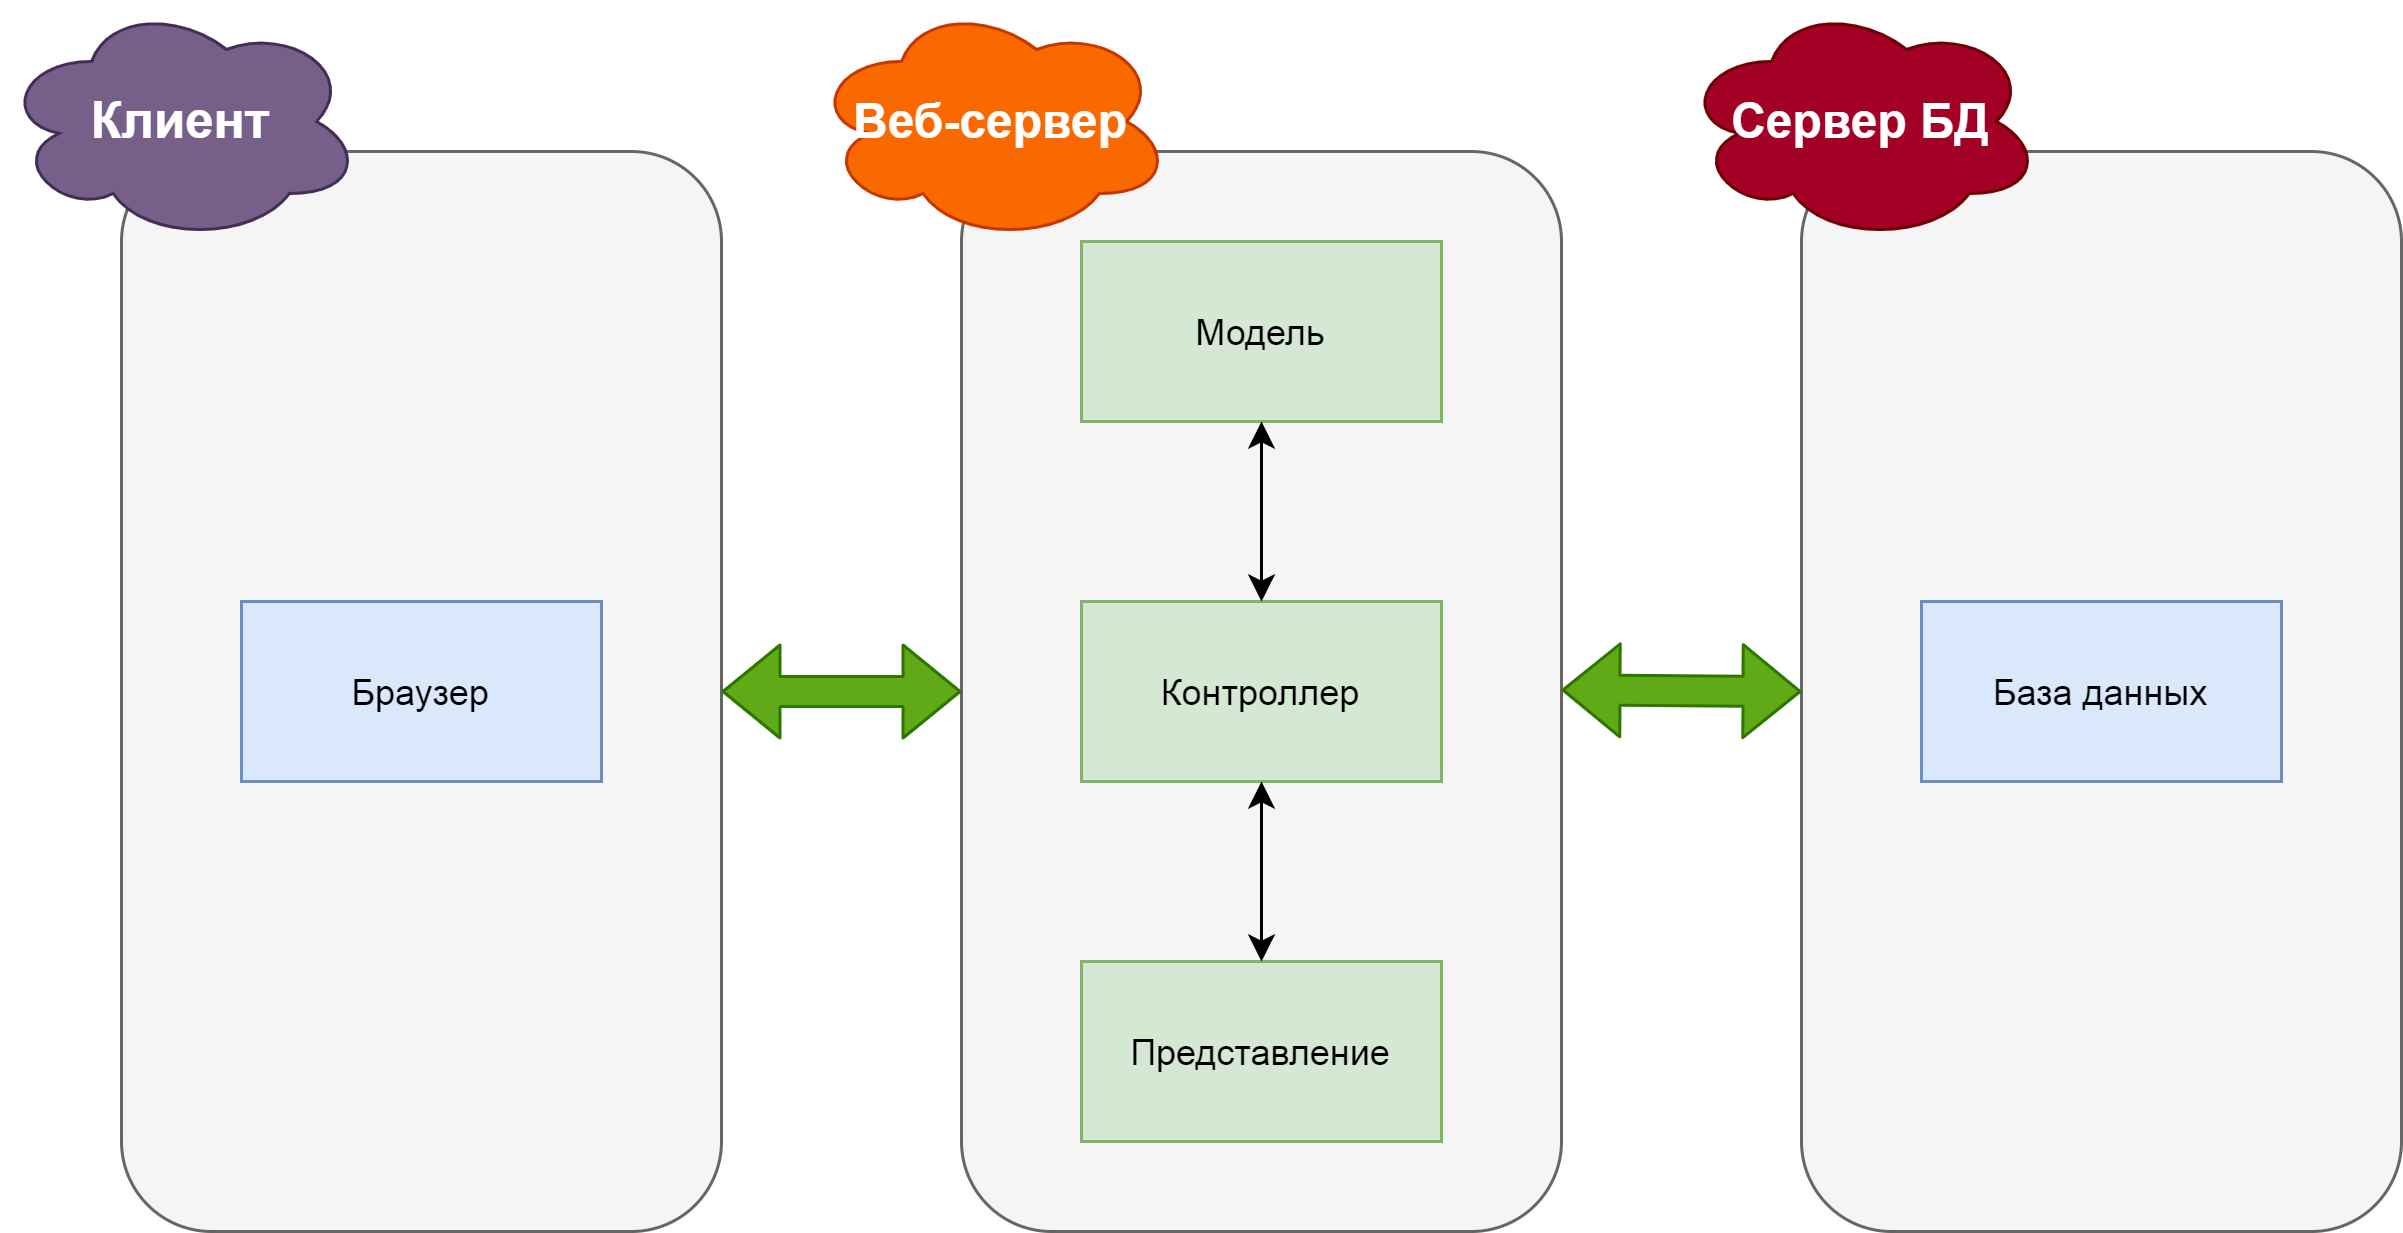 Клиент
Веб-сервер
Сервер БД
Модель
Браузер
Контроллер
База данных
Представление